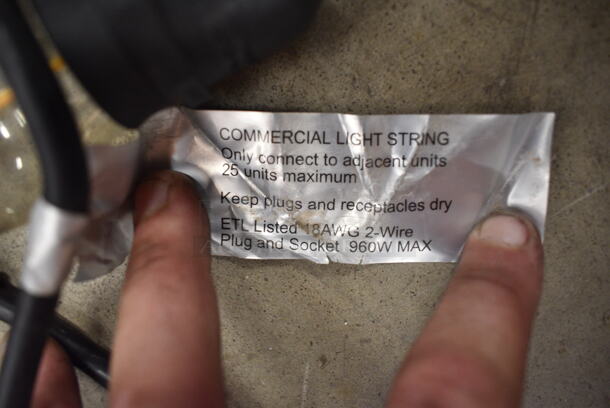 COMMERCIAL LIGHT STRING
Only connect to adjacent units
25 units maximum
Keep plugs and receptacles dry
ETL Listed 18AWG 2-Wire
Plug and Socket 960W MAX